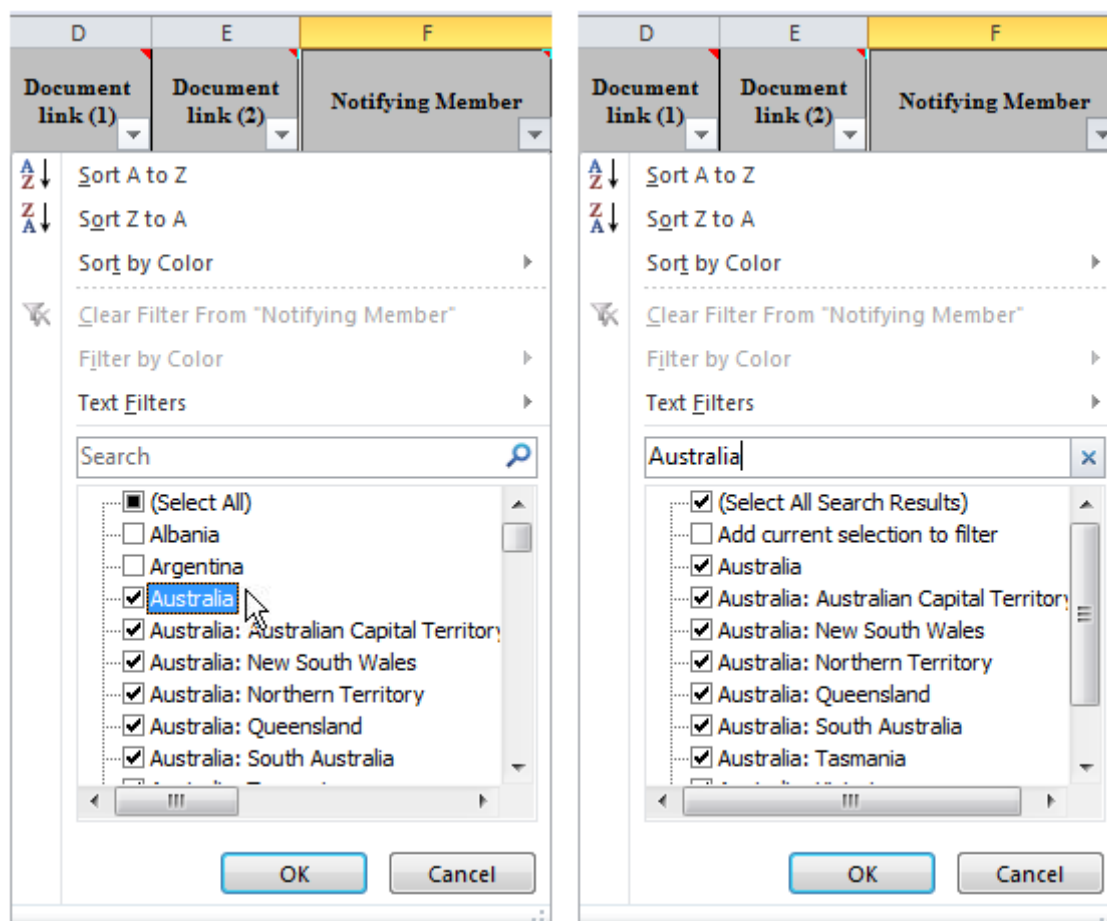 D E F
Document link (1)
Document link (2)
Notifying Member
Sort A to Z
Sort Z to A
Sort by Color
Clear Filter From "Notifying Member"
Filter by Color
Text Filters
Search
(Select All)
Albania
Argentina
Australia
Australia: Australian Capital Territory
Australia: New South Wales
Australia: Northern Territory
Australia: Queensland
Australia: South Australia
OK Cancel
D E F
Document link (1)
Document link (2)
Notifying Member
Sort A to Z
Sort Z to A
Sort by Color
Clear Filter From "Notifying Member"
Filter by Color
Text Filters
Australia
(Select All Search Results)
Add current selection to filter
Australia
Australia: Australian Capital Territory
Australia: New South Wales
Australia: Northern Territory
Australia: Queensland
Australia: South Australia
Australia: Tasmania
OK Cancel